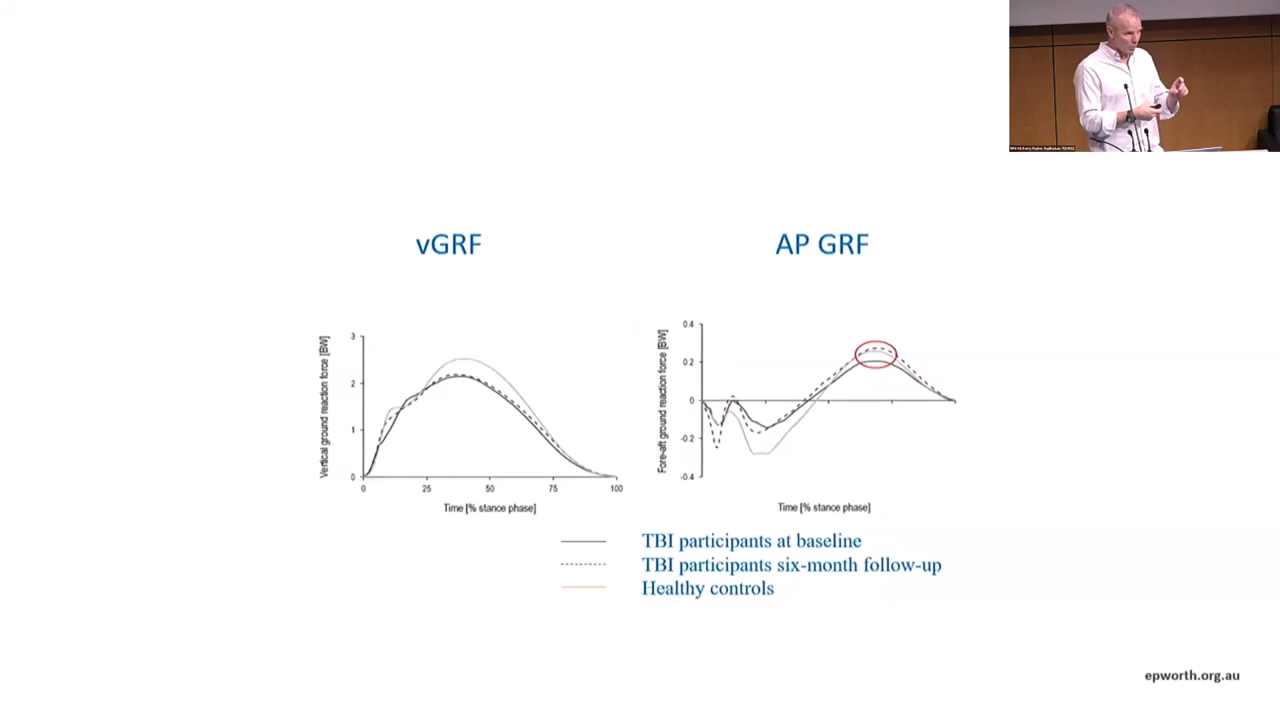 vGRF
AP GRF
Vertical ground reaction force [BW]
3
2
1
0
0
25
50
75
100
Time [% stance phase]
Fore-aft ground reaction force [BW]
0.4
0.2
0
-0.2
-0.4
Time [% stance phase]
TBI participants at baseline
TBI participants six-month follow-up
Healthy controls
epworth.org.au